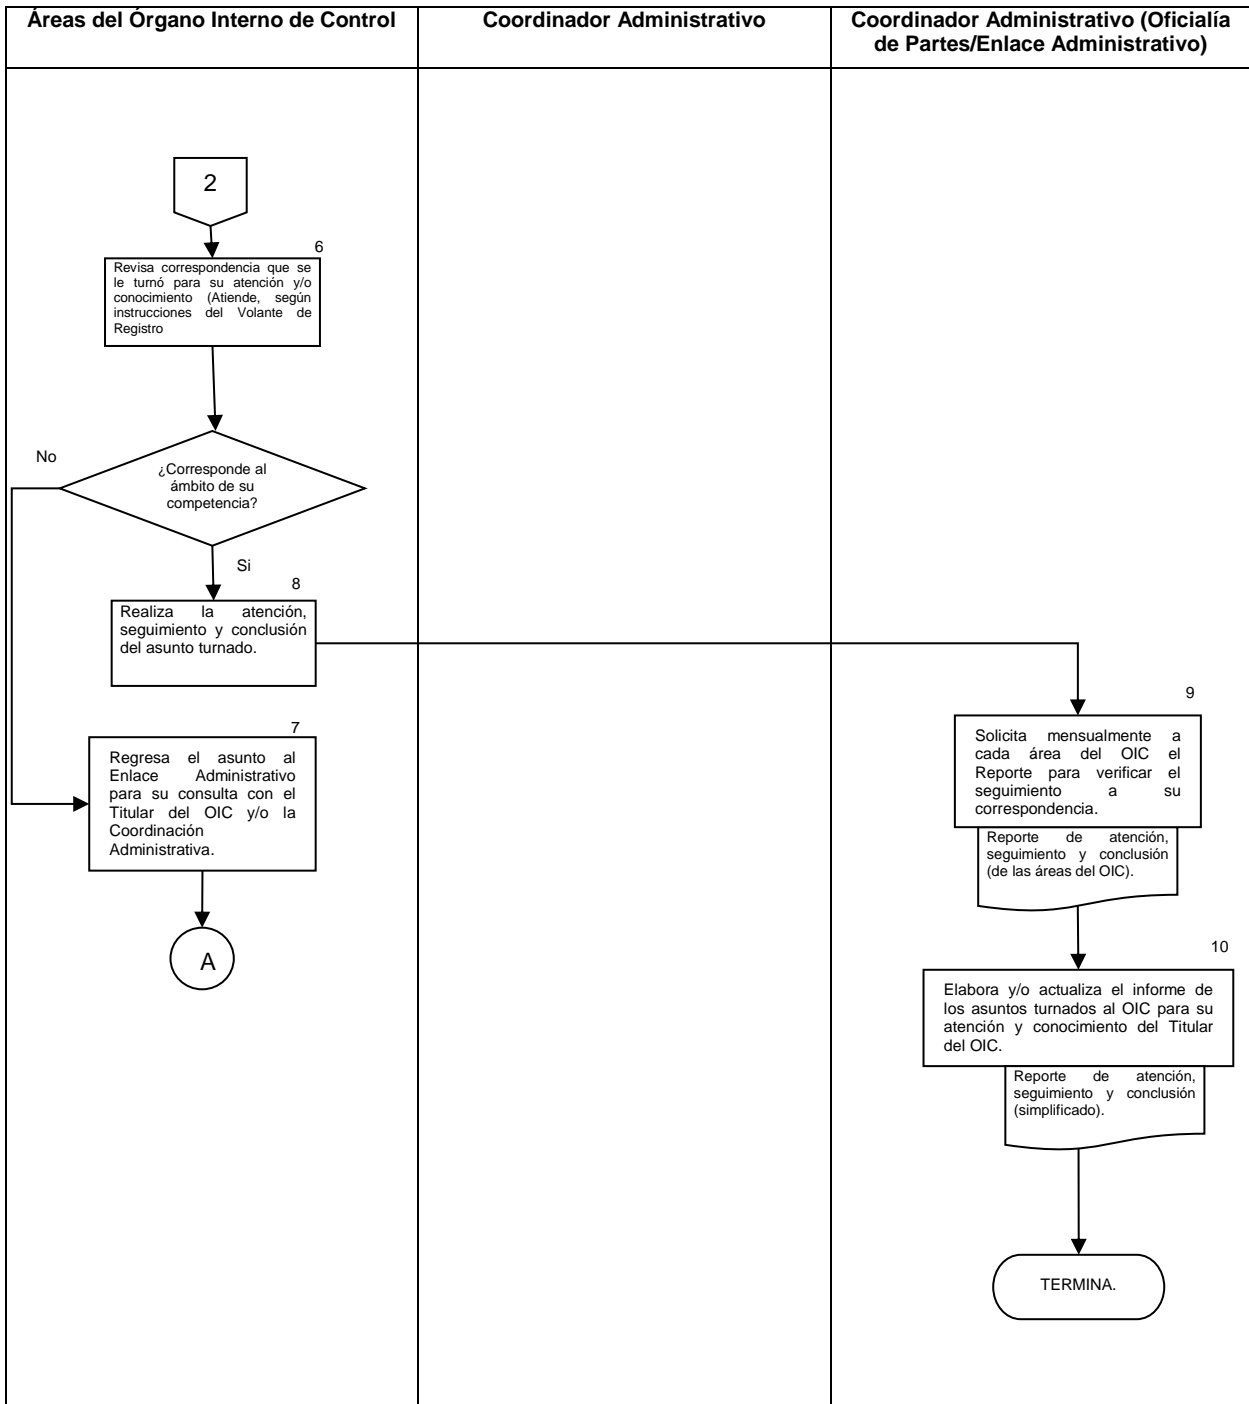 Áreas del Órgano Interno de Control
Coordinador Administrativo
Coordinador Administrativo (Oficialía
de Partes/Enlace Administrativo)
2
6
Revisa correspondencia que se
le turnó para su atención y/o
conocimiento (Atiende, según
instrucciones del Volante de
Registro
No
¿Corresponde al
ámbito de su
competencia?
Si
8
Realiza la atención,
seguimiento y conclusión
del asunto turnado.
7
Regresa el asunto al
Enlace Administrativo
para su consulta con el
Titular del OIC y/o la
Coordinación
Administrativa.
A
9
Solicita mensualmente a
cada área del OIC el
Reporte para verificar el
seguimiento a su
correspondencia.
Reporte de atención,
seguimiento y conclusión
(de las áreas del OIC).
10
Elabora y/o actualiza el informe de
los asuntos turnados al OIC para su
atención y conocimiento del Titular
del OIC.
Reporte de atención,
seguimiento y conclusión
(simplificado).
TERMINA.